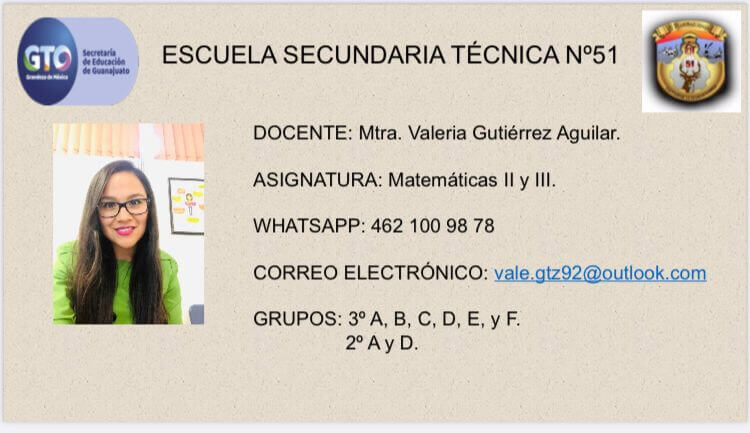 GTO
Grandeza de México
Secretaría
de Educación
de Guanajuato
ESCUELA SECUNDARIA TÉCNICA Nº51
51
DOCENTE: Mtra. Valeria Gutiérrez Aguilar.
ASIGNATURA: Matemáticas II y III.
WHATSAPP: 462 100 98 78
CORREO ELECTRÓNICO: vale.gtz92@outlook.com
GRUPOS: 3º A, B, C, D, E, y F.
2º A y D.